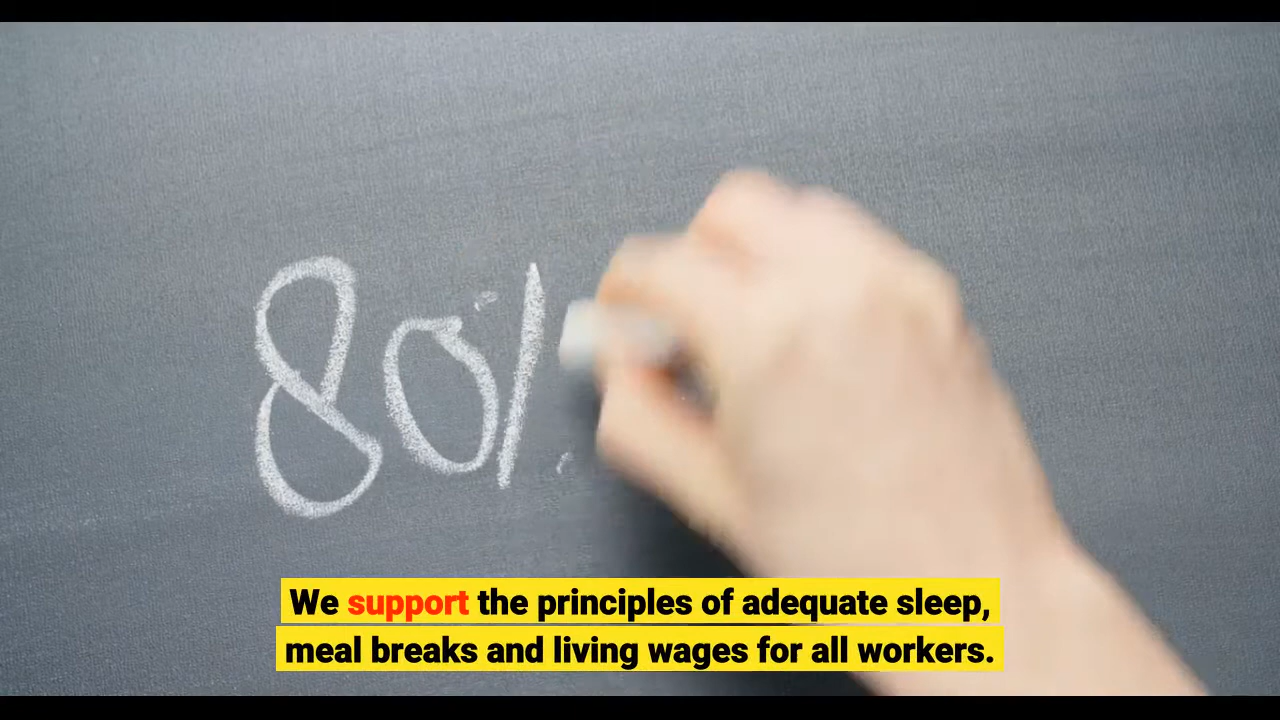 80%
We support the principles of adequate sleep,
meal breaks and living wages for all workers.